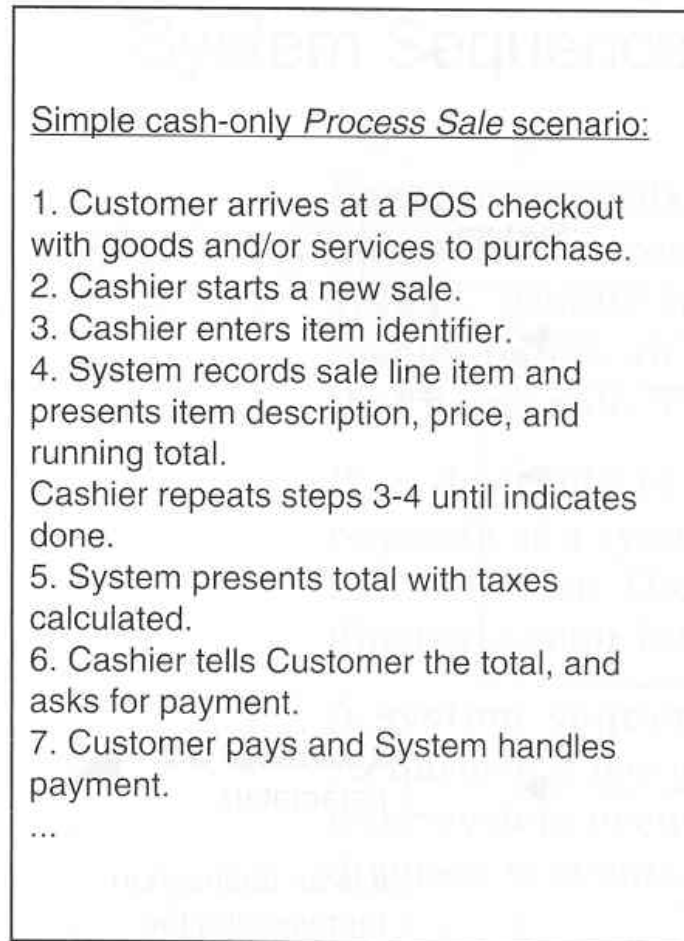 Simple cash-only Process Sale scenario:
1. Customer arrives at a POS checkout
with goods and/or services to purchase.
2. Cashier starts a new sale.
3. Cashier enters item identifier.
4. System records sale line item and
presents item description, price, and
running total.
Cashier repeats steps 3-4 until indicates
done.
5. System presents total with taxes
calculated.
6. Cashier tells Customer the total, and
asks for payment.
7. Customer pays and System handles
payment.
...